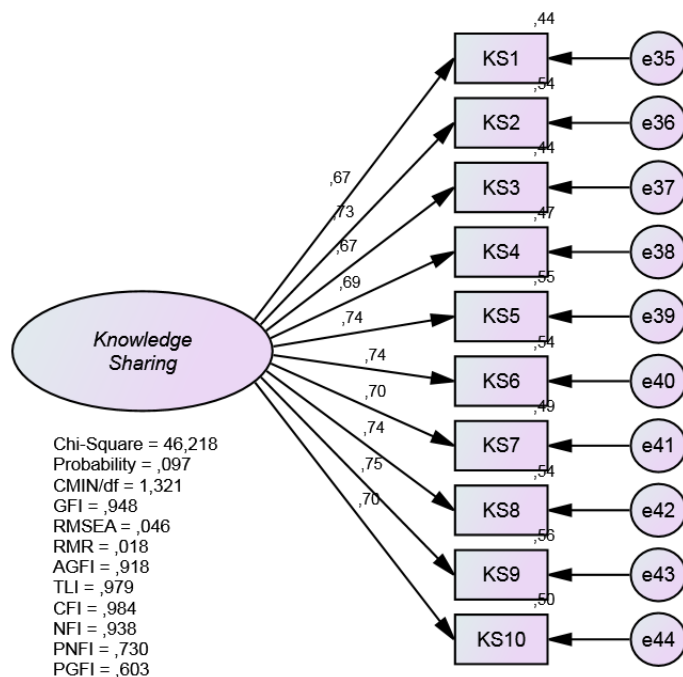 ,44
KS1
e35
,54
KS2
e36
,44
KS3
e37
,47
KS4
e38
,55
KS5
e39
,54
KS6
e40
,49
KS7
e41
,54
KS8
e42
,56
KS9
e43
,50
KS10
e44
,67
,73
,67
,69
,74
,74
,70
,74
,75
,70
Knowledge
Sharing
Chi-Square = 46,218
Probability = ,097
CMIN/df = 1,321
GFI = ,948
RMSEA = ,046
RMR = ,018
AGFI = ,918
TLI = ,979
CFI = ,984
NFI = ,938
PNFI = ,730
PGFI = ,603